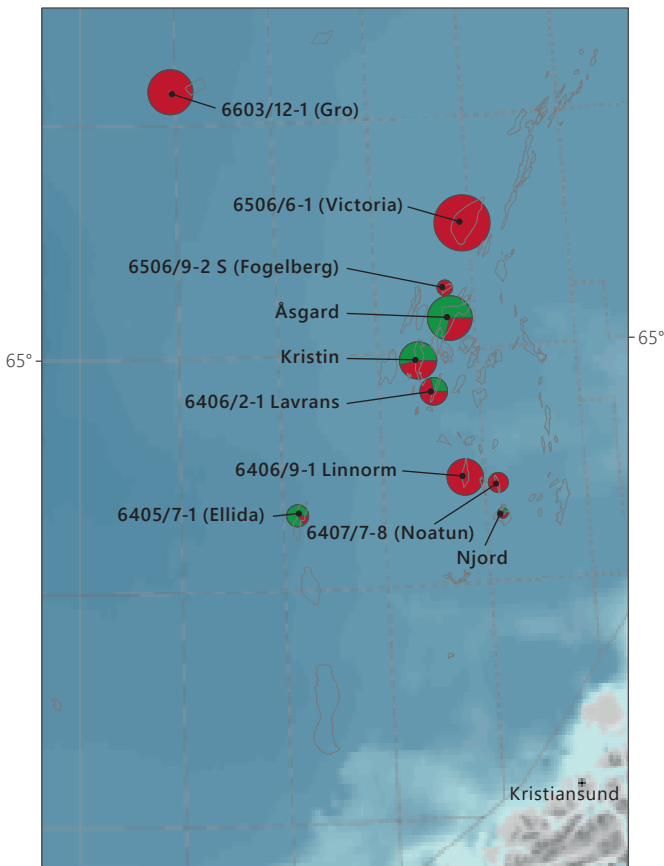 6603/12-1 (Gro)
6506/6-1 (Victoria)
6506/9-2 S (Fogelberg)
Åsgard
65°
Kristin
65°
6406/2-1 Lavrans
6406/9-1 Linnorm
6405/7-1 (Ellida)
6407/7-8 (Noatun)
Njord
Kristiansund